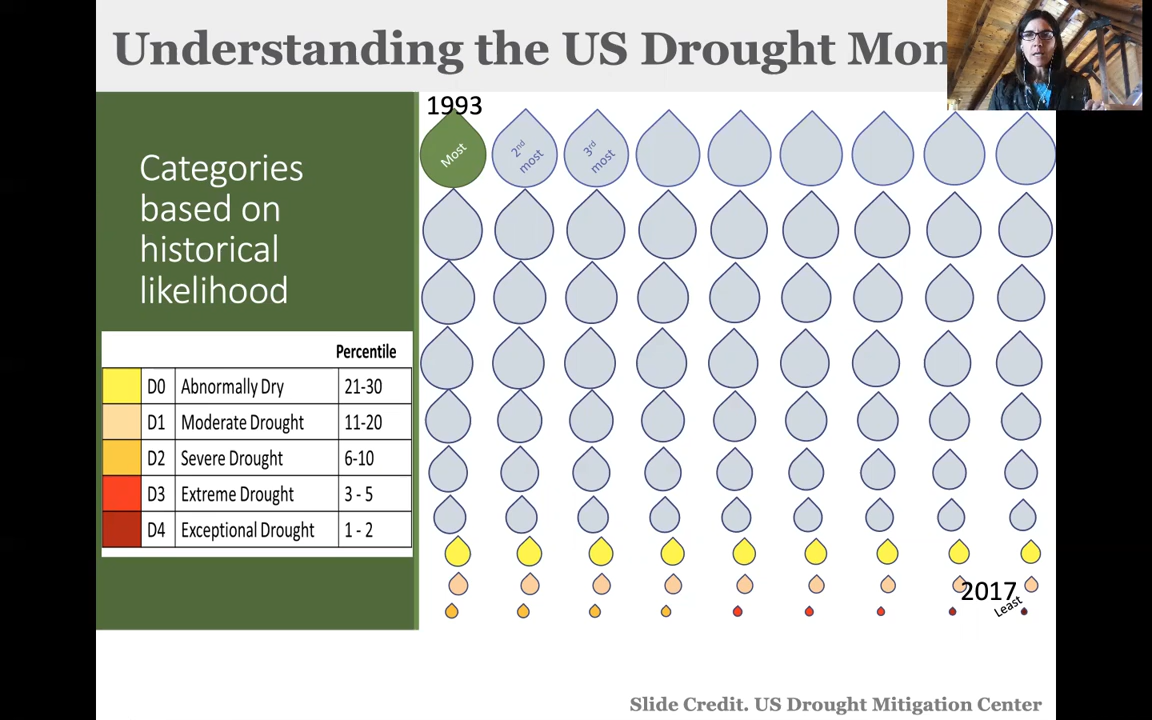 Understanding the US Drought Mon
1993
Most
2nd
most
3rd
most
Categories
based on
historical
likelihood
Percentile
D0 Abnormally Dry 21-30
D1 Moderate Drought 11-20
D2 Severe Drought 6-10
D3 Extreme Drought 3 - 5
D4 Exceptional Drought 1 - 2
2017
Least
Slide Credit. US Drought Mitigation Center